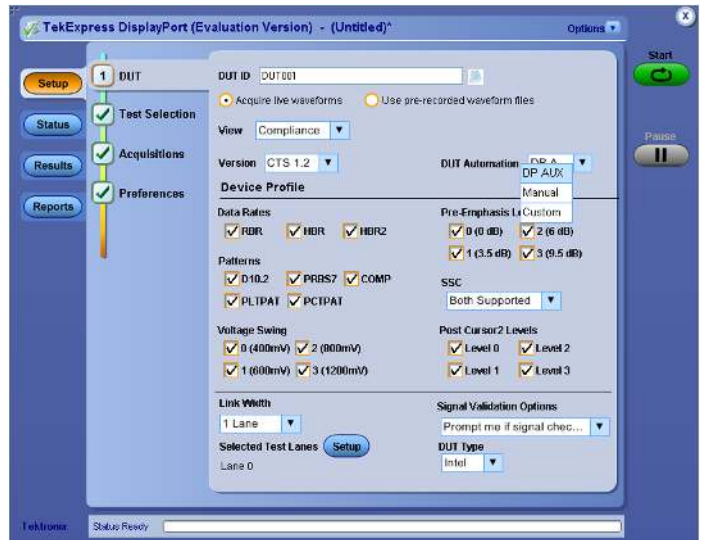 TekExpress DisplayPort (Evaluation Version) - (Untitled)*
Options
x
Start
Pause
Setup
Status
Results
Reports
1 DUT
Test Selection
Acquisitions
Preferences
DUT ID DUT001
Acquire live waveforms Use pre-recorded waveform files
View Compliance
Version CTS 1.2
DUT Automation DP A
DP AUX
Manual
Custom
Device Profile
Data Rates
RBR HBR HBR2
Patterns
D10.2 PRBS7 COMP
PLTPAT PCTPAT
Voltage Swing
0 (400mV) 2 (800mV)
1 (600mV) 3 (1200mV)
Pre-Emphasis
0 (0 dB) 2 (6 dB)
1 (3.5 dB) 3 (9.5 dB)
SSC
Both Supported
Post Cursor2 Levels
Level 0 Level 2
Level 1 Level 3
Link Width
1 Lane
Selected Test Lanes Setup
Lane 0
Signal Validation Options
Prompt me if signal chec...
DUT Type
Intel
Tektronix
Status Ready